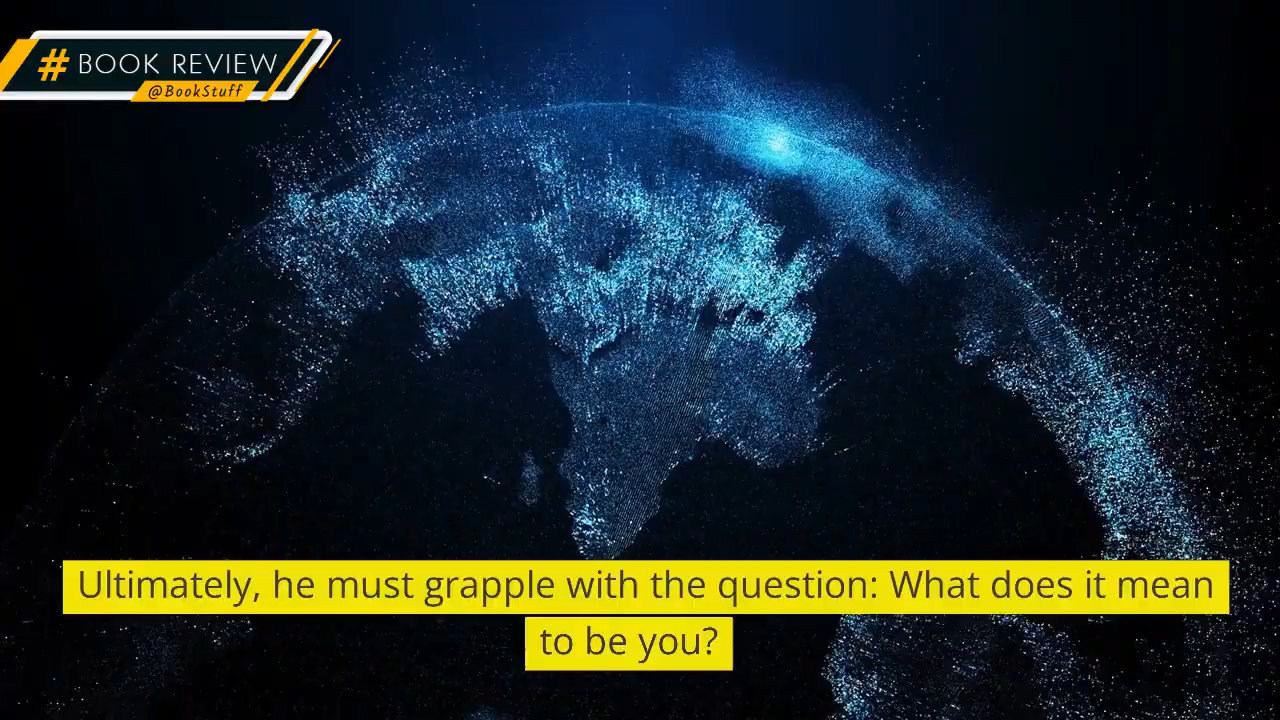 # BOOK REVIEW
@BookStuff
Ultimately, he must grapple with the question: What does it mean
to be you?